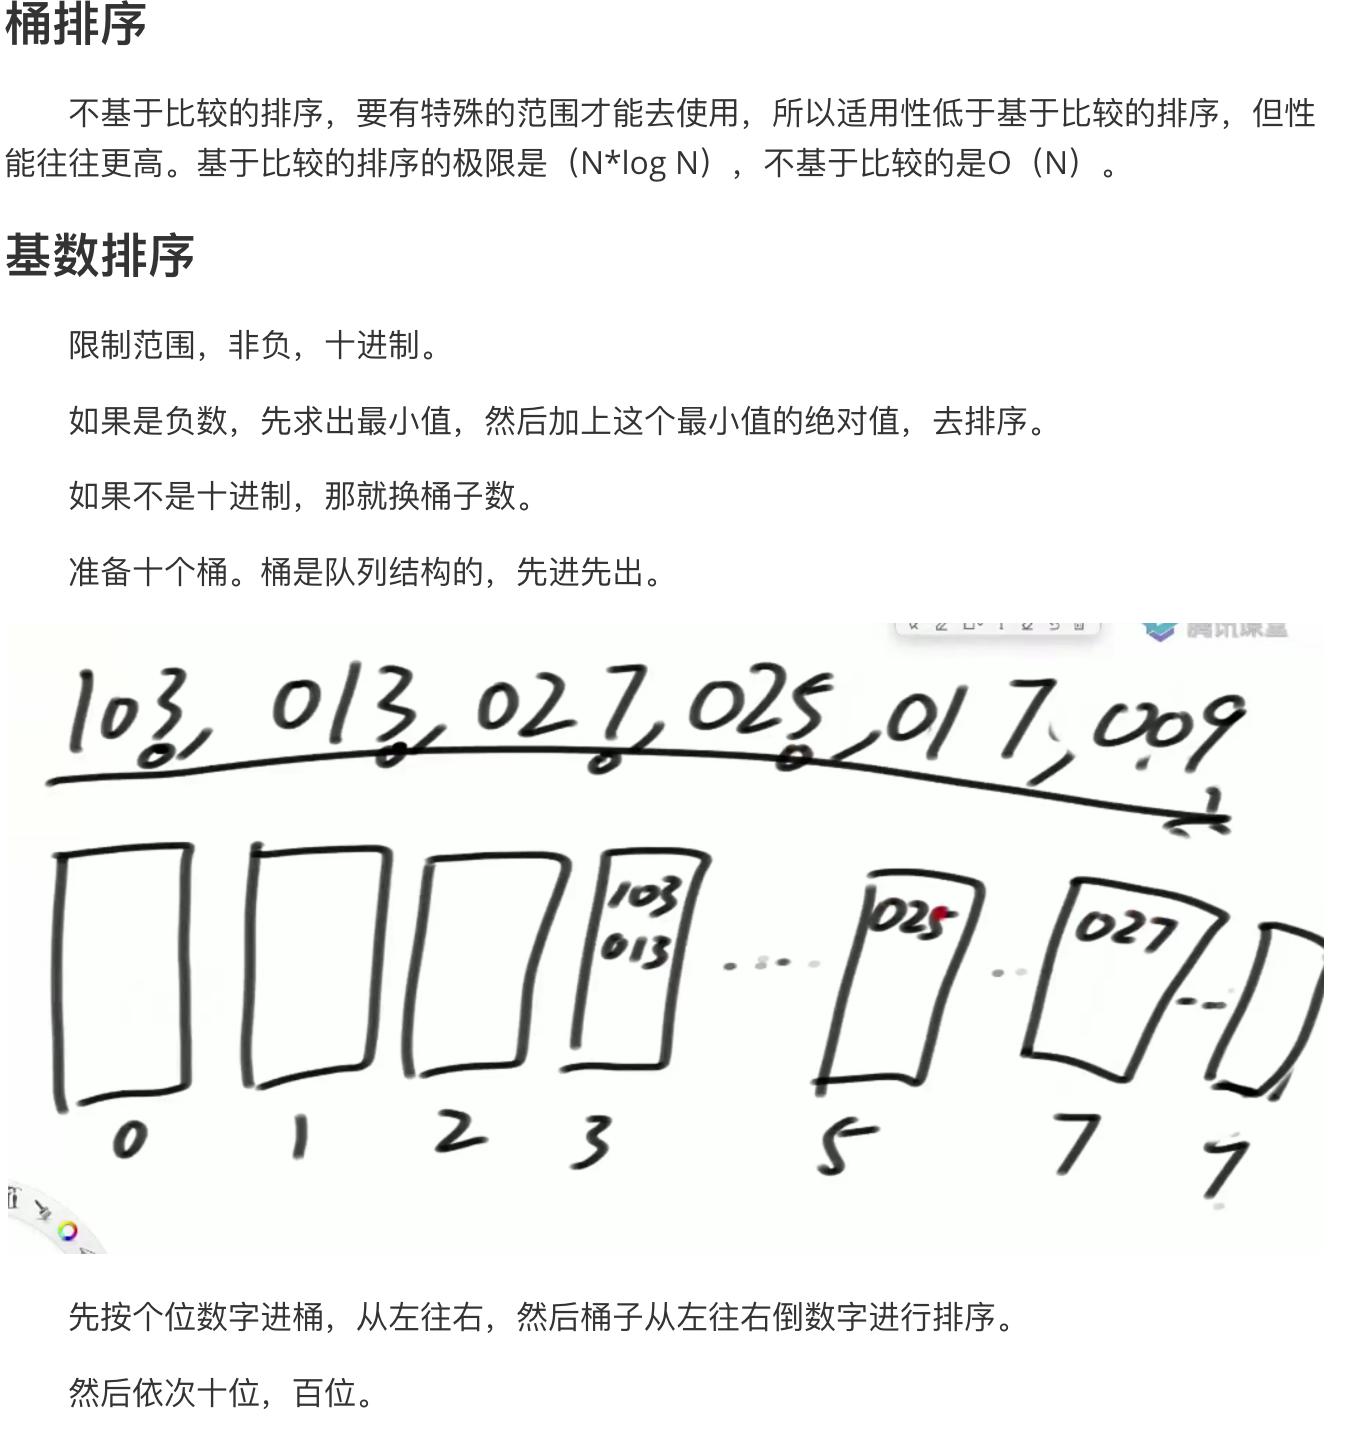 桶排序
不基于比较的排序，要有特殊的范围才能去使用，所以适用性低于基于比较的排序，但性
能往往更高。基于比较的排序的极限是（N*log N），不基于比较的是O（N）。
基数排序
限制范围，非负，十进制。
如果是负数，先求出最小值，然后加上这个最小值的绝对值，去排序。
如果不是十进制，那就换桶子数。
准备十个桶。桶是队列结构的，先进先出。
腾讯课堂
103, 013, 027, 025, 017, 009
103 025 027
013
0 1 2 3 5 7 9
先按个位数字进桶，从左往右，然后桶子从左往右倒数字进行排序。
然后依次十位，百位。